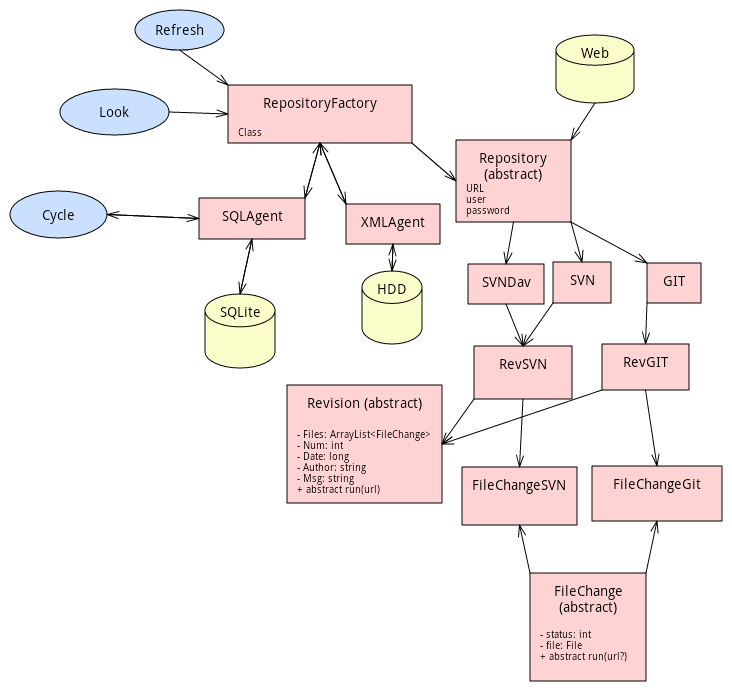 Refresh
Web
Look
RepositoryFactory
Class
Repository
(abstract)
URL
user
password
Cycle
SQLAgent
XMLAgent
SVNDav
SVN
GIT
SQLite
HDD
RevSVN
RevGIT
Revision (abstract)
- Files: ArrayList<FileChange>
- Num: int
- Date: long
- Author: string
- Msg: string
+ abstract run(url)
FileChangeSVN
FileChangeGit
FileChange
(abstract)
- status: int
- file: File
+ abstract run(url?)